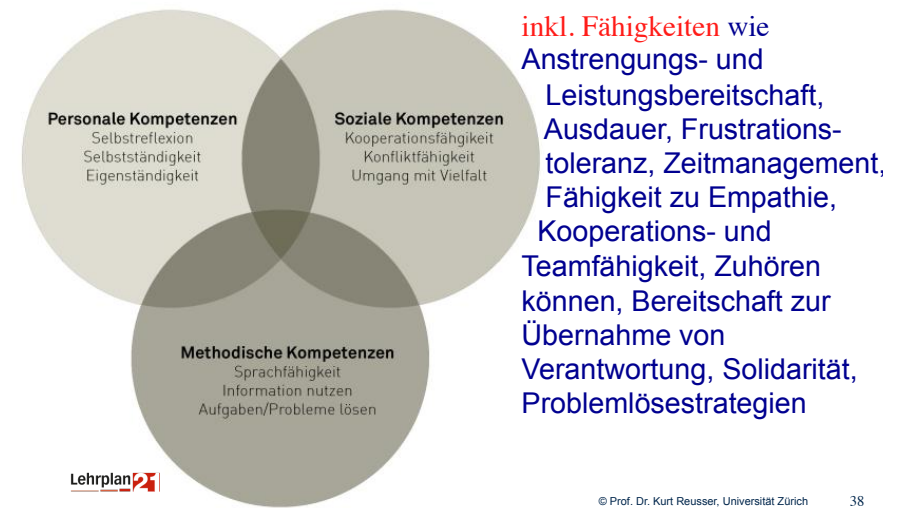 Personale Kompetenzen
Selbstreflexion
Selbstständigkeit
Eigenständigkeit
Soziale Kompetenzen
Kooperationsfähgikeit
Konfliktfähigkeit
Umgang mit Vielfalt
Methodische Kompetenzen
Sprachfähigkeit
Information nutzen
Aufgaben/Probleme lösen
inkl. Fähigkeiten wie
Anstrengungs- und
Leistungsbereitschaft,
Ausdauer, Frustrations-
toleranz, Zeitmanagement,
Fähigkeit zu Empathie,
Kooperations- und
Teamfähigkeit, Zuhören
können, Bereitschaft zur
Übernahme von
Verantwortung, Solidarität,
Problemlösestrategien
Lehrplan 21
© Prof. Dr. Kurt Reusser, Universität Zürich 38